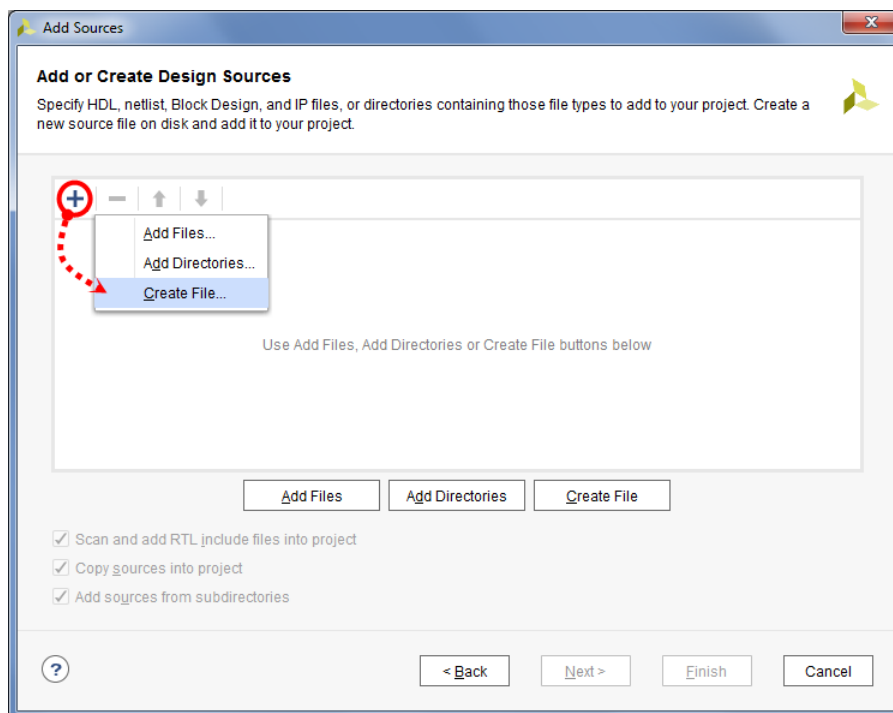 Add Sources
Add or Create Design Sources
Specify HDL, netlist, Block Design, and IP files, or directories containing those file types to add to your project. Create a
new source file on disk and add it to your project.
Add Files...
Add Directories...
Create File...
Use Add Files, Add Directories or Create File buttons below
Add Files Add Directories Create File
Scan and add RTL include files into project
Copy sources into project
Add sources from subdirectories
? < Back Next > Finish Cancel